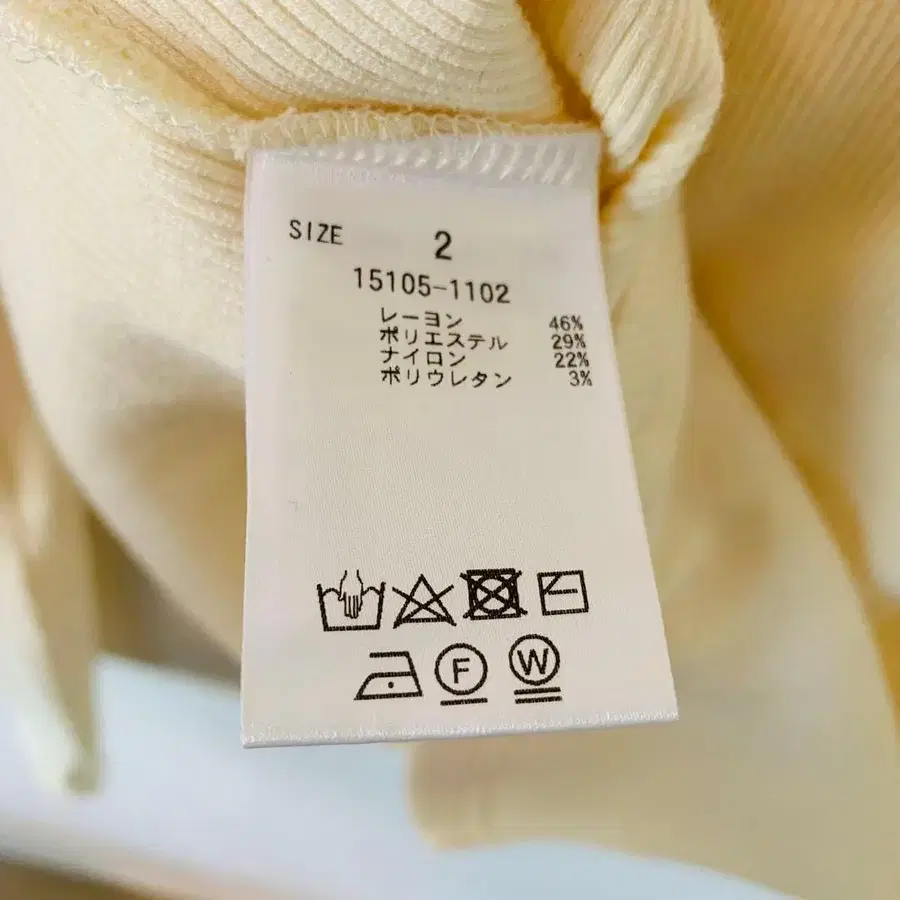 SIZE 2
15105-1102
レーヨン 46%
ポリエステル 29%
ナイロン 22%
ポリウレタン 3%
F W